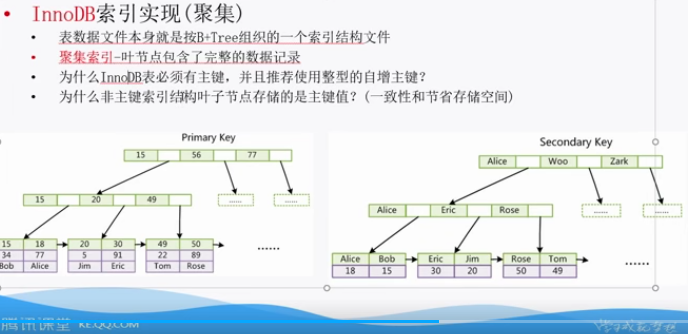 InnoDB索引实现(聚集)
表数据文件本身就是按B+Tree组织的一个索引结构文件
聚集索引-叶节点包含了完整的数据记录
为什么InnoDB表必须有主键，并且推荐使用整型的自增主键？
为什么非主键索引结构叶子节点存储的是主键值？(一致性和节省存储空间)
Primary Key
15 56 77
15 20 49
...... ......
15 18 20 30 49 50
34 77 5 91 22 89
Bob Alice Jim Eric Tom Rose
......
Secondary Key
Alice Woo Zark
Alice Eric Rose
...... ......
Alice Bob Eric Jim Rose Tom
18 15 30 20 50 49
......
腾讯课堂 KE.QQ.COM